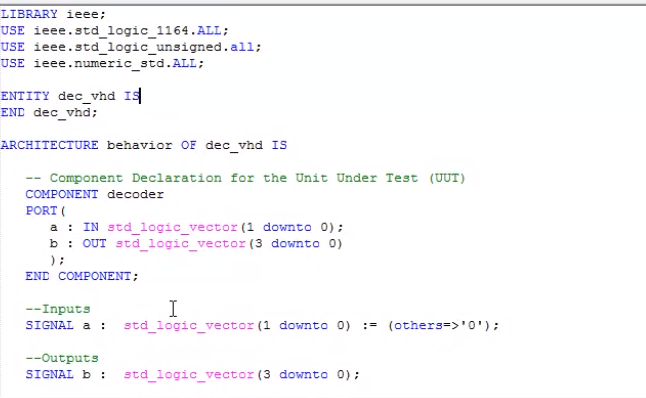 LIBRARY ieee;
USE ieee.std_logic_1164.ALL;
USE ieee.std_logic_unsigned.all;
USE ieee.numeric_std.ALL;
ENTITY dec_vhd IS
END dec_vhd;
ARCHITECTURE behavior OF dec_vhd IS
-- Component Declaration for the Unit Under Test (UUT)
COMPONENT decoder
PORT(
a : IN std_logic_vector(1 downto 0);
b : OUT std_logic_vector(3 downto 0)
);
END COMPONENT;
--Inputs
SIGNAL a :  std_logic_vector(1 downto 0) := (others=>'0');
--Outputs
SIGNAL b :  std_logic_vector(3 downto 0);